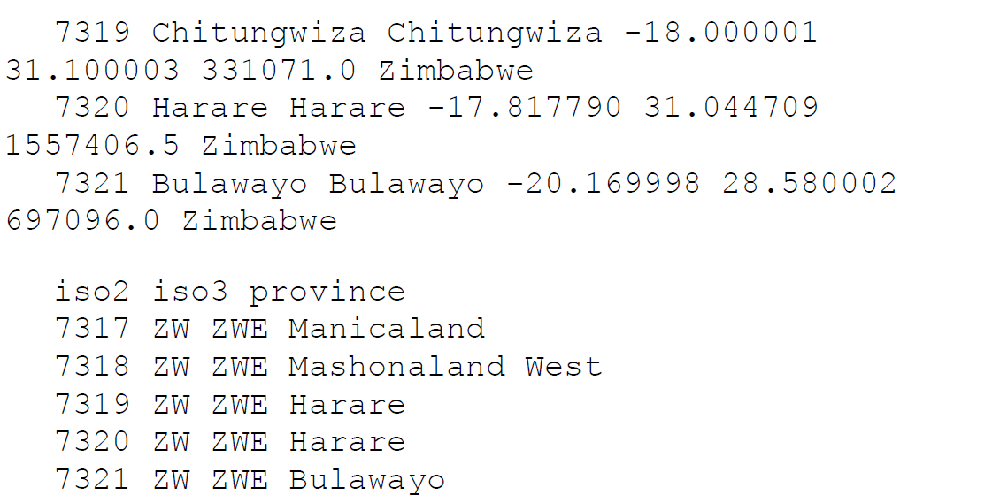 7319 Chitungwiza Chitungwiza -18.000001
31.100003 331071.0 Zimbabwe
7320 Harare Harare -17.817790 31.044709
1557406.5 Zimbabwe
7321 Bulawayo Bulawayo -20.169998 28.580002
697096.0 Zimbabwe
iso2 iso3 province
7317 ZW ZWE Manicaland
7318 ZW ZWE Mashonaland West
7319 ZW ZWE Harare
7320 ZW ZWE Harare
7321 ZW ZWE Bulawayo